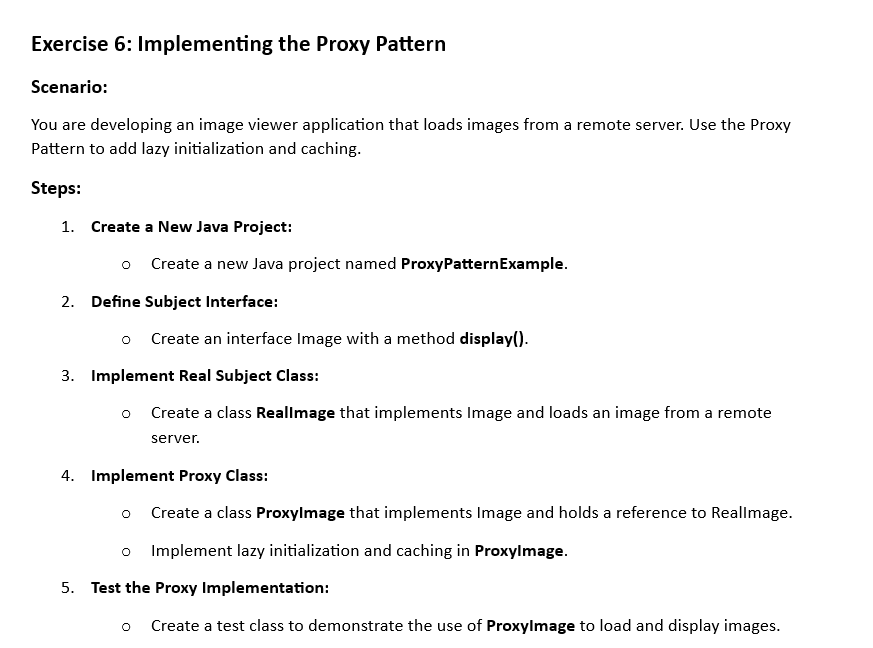 Exercise 6: Implementing the Proxy Pattern
Scenario:
You are developing an image viewer application that loads images from a remote server. Use the Proxy
Pattern to add lazy initialization and caching.
Steps:
1. Create a New Java Project:
o Create a new Java project named ProxyPatternExample.
2. Define Subject Interface:
o Create an interface Image with a method display().
3. Implement Real Subject Class:
o Create a class RealImage that implements Image and loads an image from a remote
server.
4. Implement Proxy Class:
o Create a class ProxyImage that implements Image and holds a reference to RealImage.
o Implement lazy initialization and caching in ProxyImage.
5. Test the Proxy Implementation:
o Create a test class to demonstrate the use of ProxyImage to load and display images.